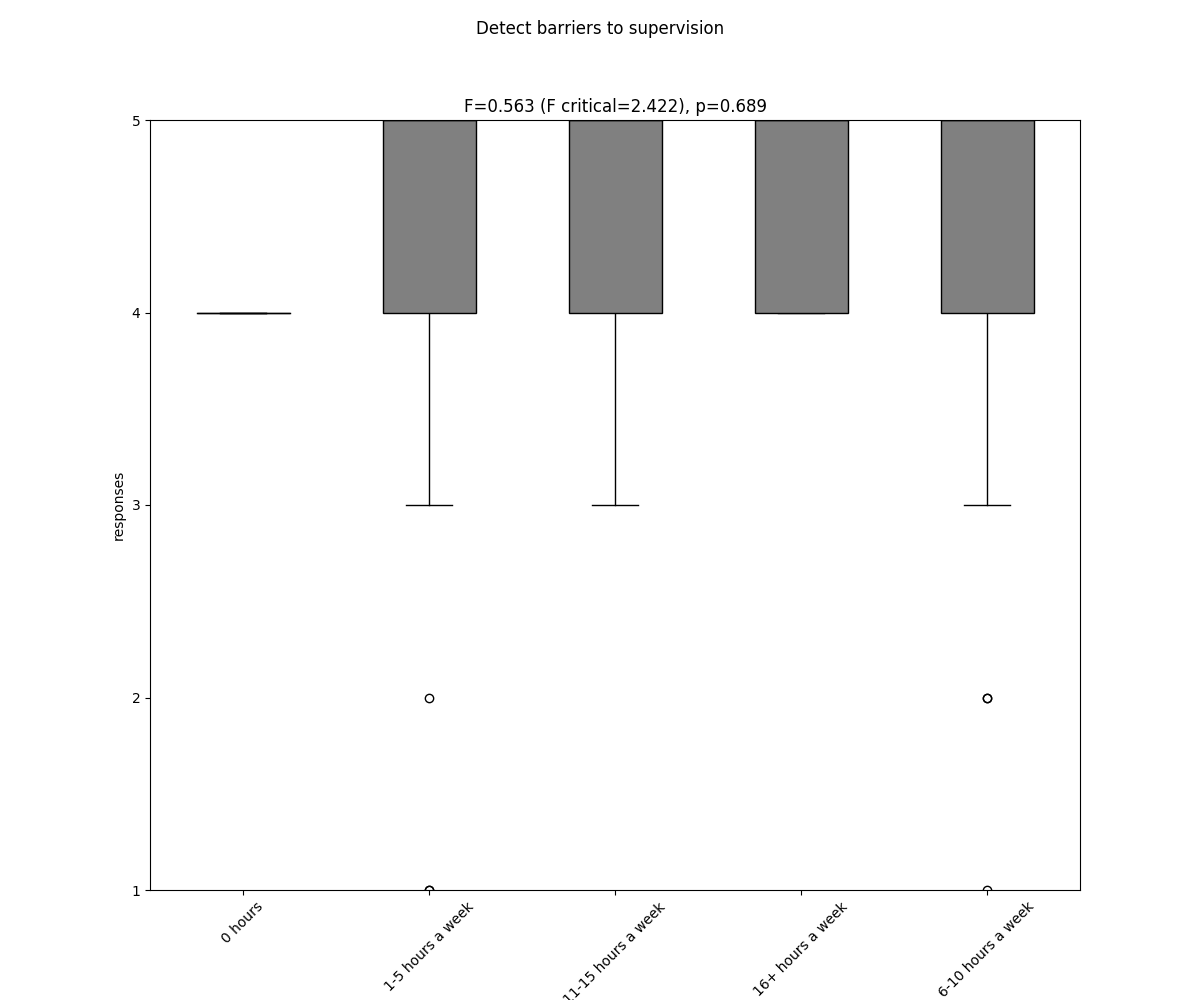 Detect barriers to supervision
F=0.563 (F critical=2.422), p=0.689
5
4
3
2
1
responses
0 hours
1-5 hours a week
11-15 hours a week
16+ hours a week
6-10 hours a week